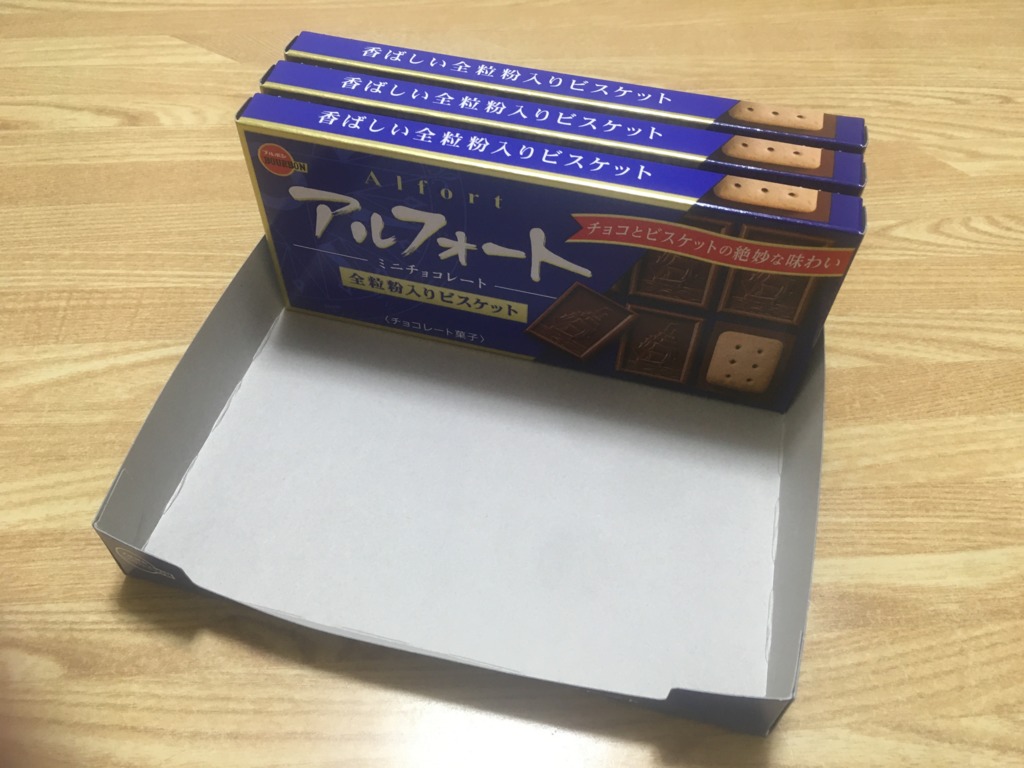 香ばしい全粒粉入りビスケット
香ばしい全粒粉入りビスケット
香ばしい全粒粉入りビスケット
ブルボン
BOURBON
Alfort
アルフォート
ミニチョコレート
全粒粉入りビスケット
〈チョコレート菓子〉
チョコとビスケットの絶妙な味わい